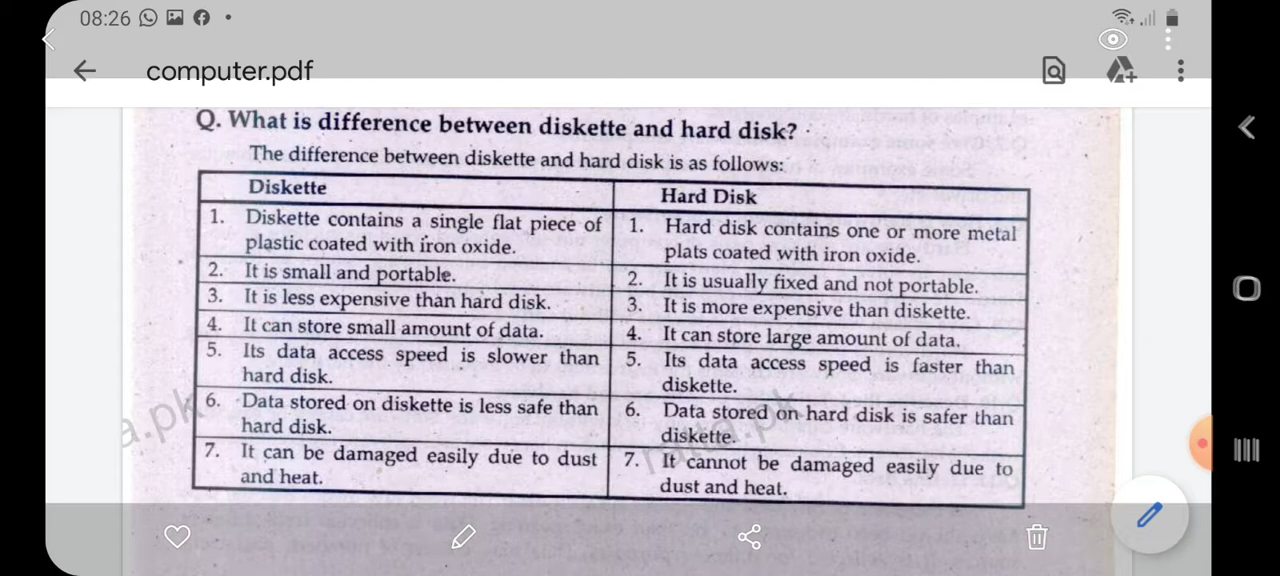 08:26
computer.pdf
Q. What is difference between diskette and hard disk?
The difference between diskette and hard disk is as follows:
Diskette
Hard Disk
1. Diskette contains a single flat piece of
plastic coated with iron oxide.
1. Hard disk contains one or more metal
plats coated with iron oxide.
2. It is small and portable.
2. It is usually fixed and not portable.
3. It is less expensive than hard disk.
3. It is more expensive than diskette.
4. It can store small amount of data.
4. It can store large amount of data.
5. Its data access speed is slower than
hard disk.
5. Its data access speed is faster than
diskette.
6. Data stored on diskette is less safe than
hard disk.
6. Data stored on hard disk is safer than
diskette.
7. It can be damaged easily due to dust
and heat.
7. It cannot be damaged easily due to
dust and heat.
a.pk
ratta.pk